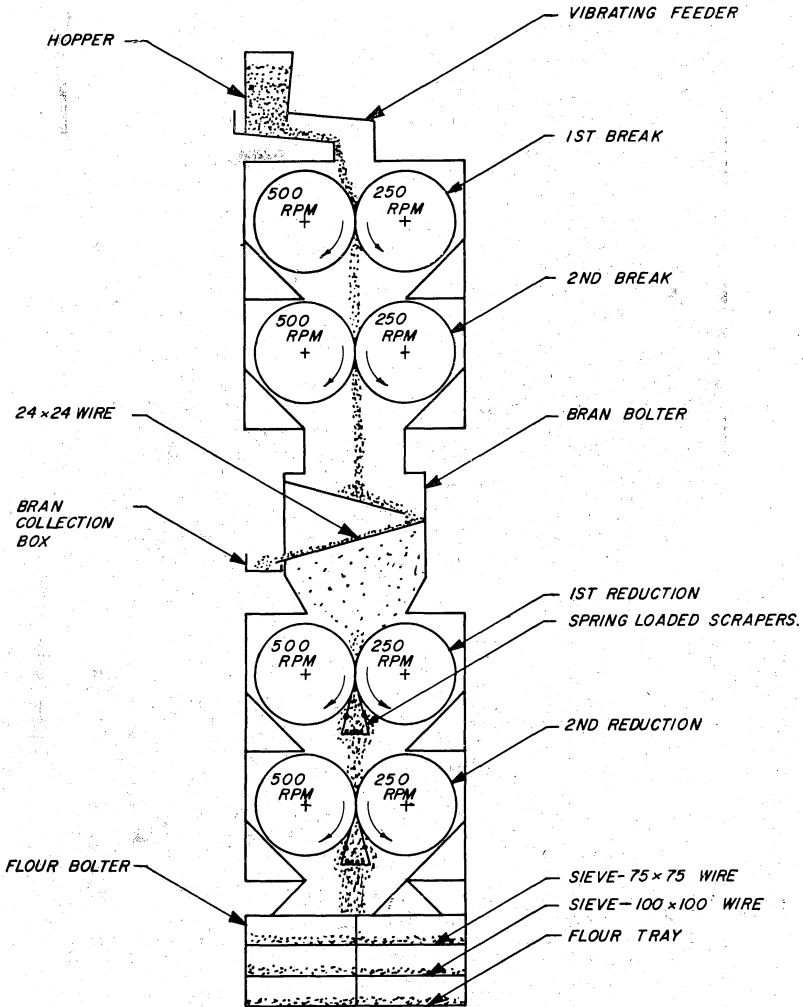 VIBRATING FEEDER
HOPPER
1ST BREAK
500
RPM
250
RPM
2ND BREAK
500
RPM
250
RPM
24×24 WIRE
BRAN BOLTER
BRAN
COLLECTION
BOX
1ST REDUCTION
SPRING LOADED SCRAPERS.
500
RPM
250
RPM
2ND REDUCTION
500
RPM
250
RPM
FLOUR BOLTER
SIEVE-75×75 WIRE
SIEVE-100×100 WIRE
FLOUR TRAY